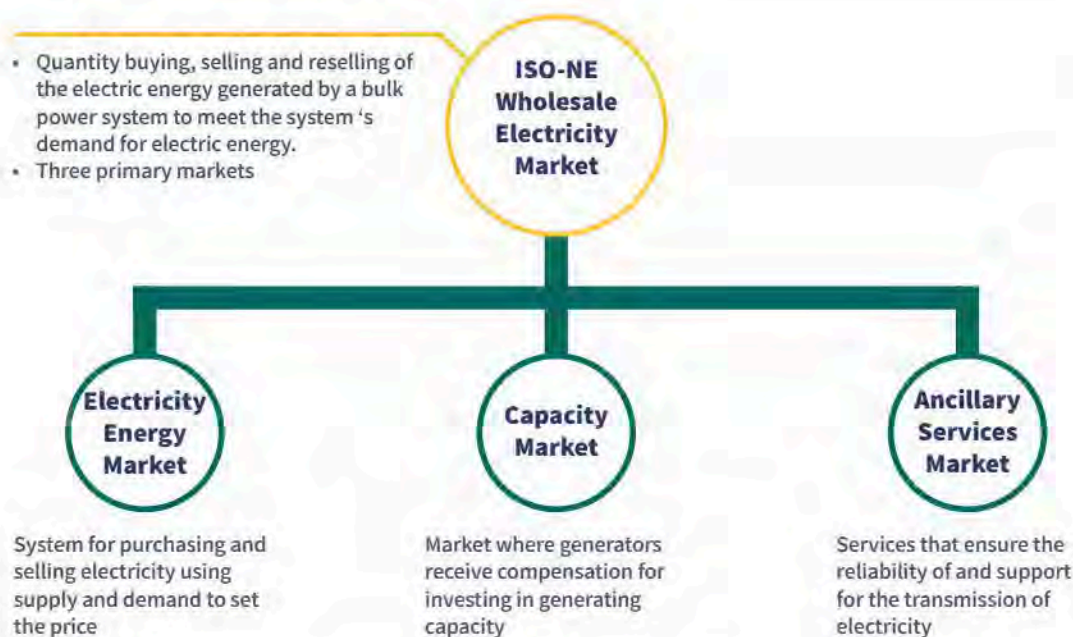 • Quantity buying, selling and reselling of
the electric energy generated by a bulk
power system to meet the system ‘s
demand for electric energy.
• Three primary markets
ISO-NE
Wholesale
Electricity
Market
Electricity
Energy
Market
System for purchasing and
selling electricity using
supply and demand to set
the price
Capacity
Market
Market where generators
receive compensation for
investing in generating
capacity
Ancillary
Services
Market
Services that ensure the
reliability of and support
for the transmission of
electricity